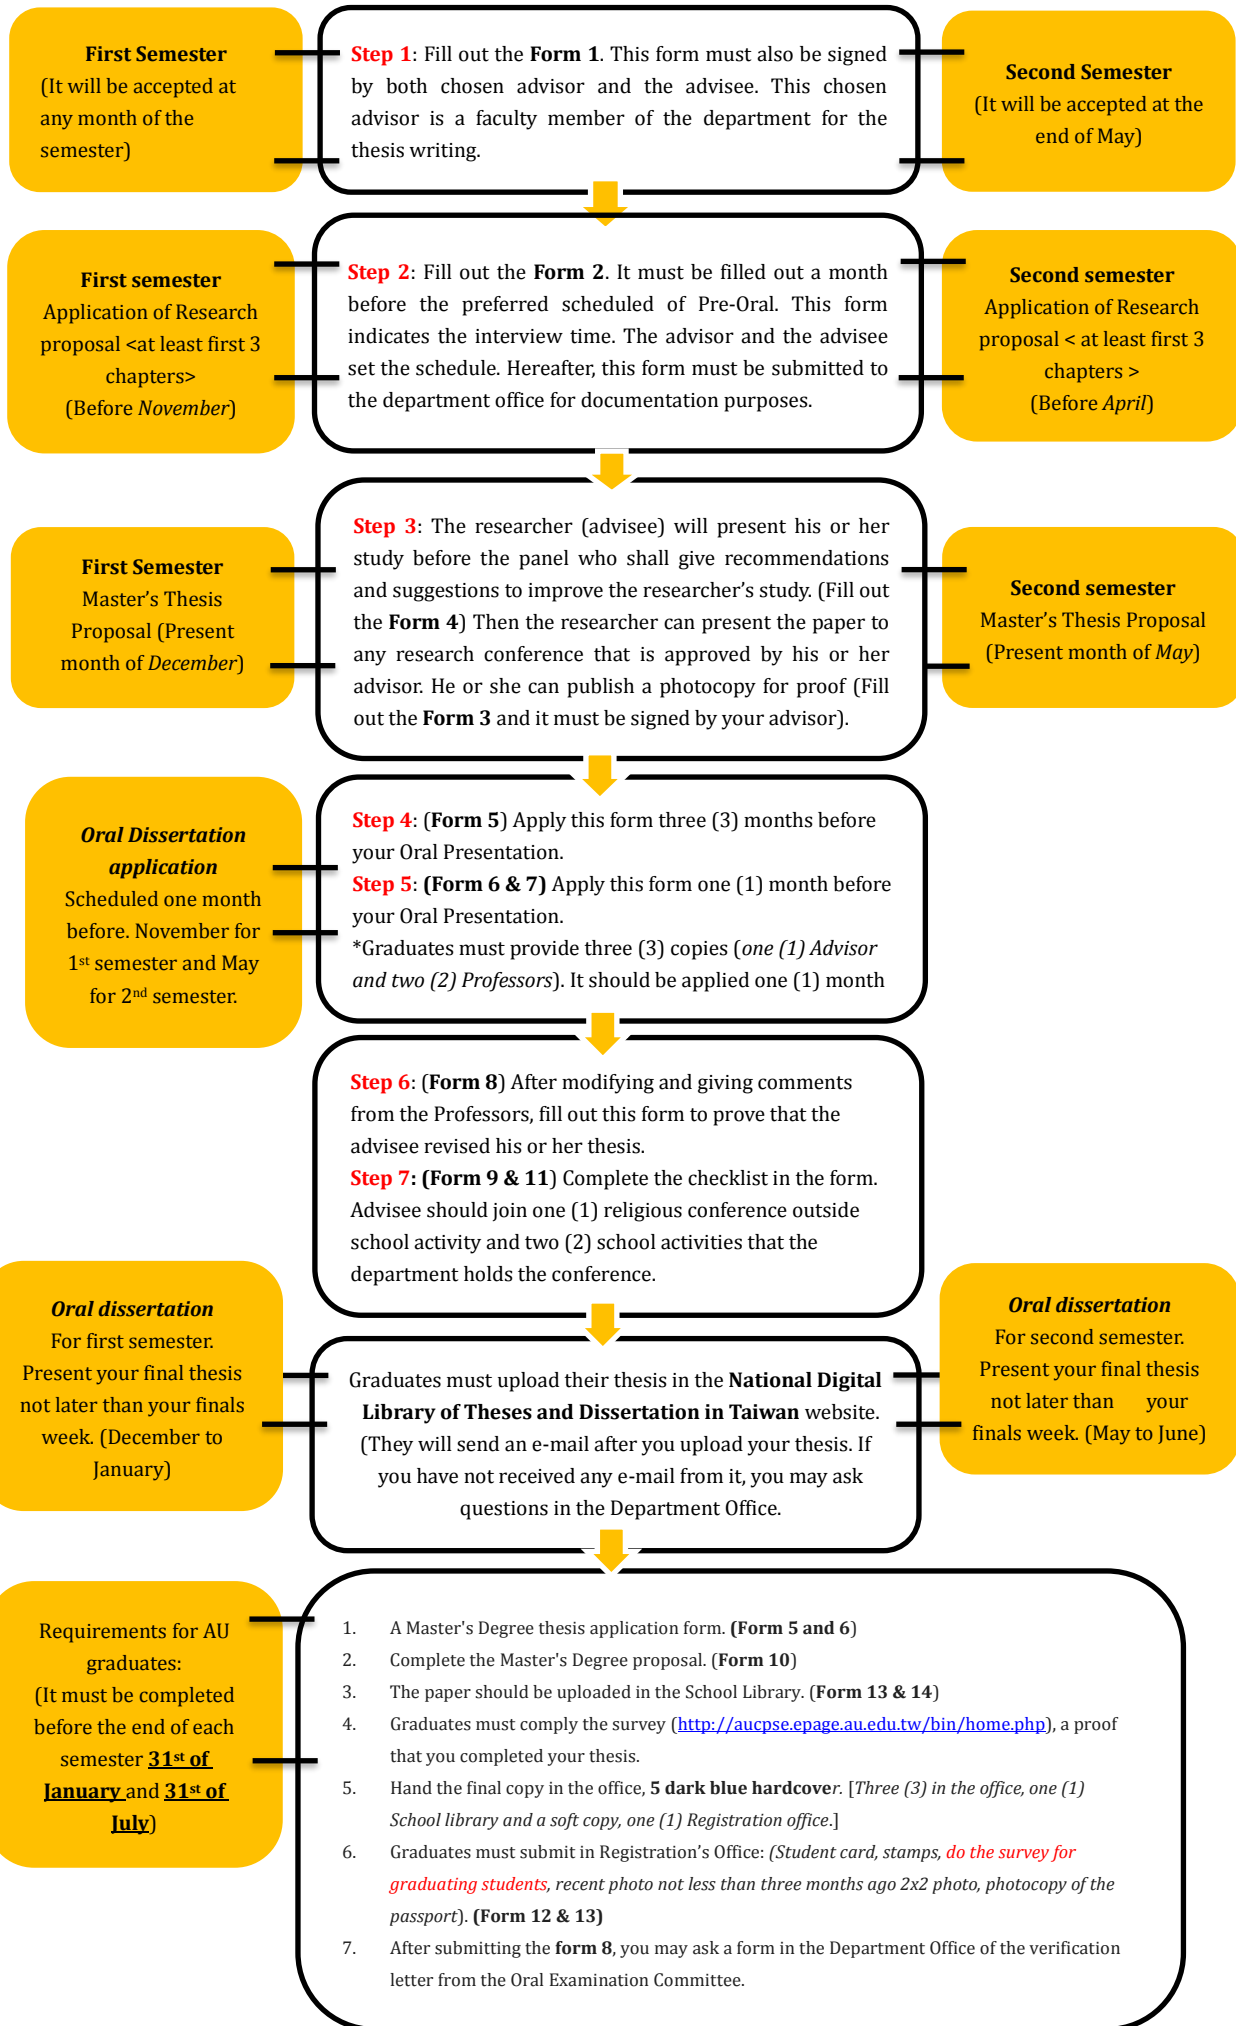 First Semester
(It will be accepted at
any month of the
semester)
Step 1: Fill out the Form 1. This form must also be signed
by both chosen advisor and the advisee. This chosen
advisor is a faculty member of the department for the
thesis writing.
Second Semester
(It will be accepted at the
end of May)
First semester
Application of Research
proposal <at least first 3
chapters>
(Before November)
Step 2: Fill out the Form 2. It must be filled out a month
before the preferred scheduled of Pre-Oral. This form
indicates the interview time. The advisor and the advisee
set the schedule. Hereafter, this form must be submitted to
the department office for documentation purposes.
Second semester
Application of Research
proposal < at least first 3
chapters >
(Before April)
First Semester
Master's Thesis
Proposal (Present
month of December)
Step 3: The researcher (advisee) will present his or her
study before the panel who shall give recommendations
and suggestions to improve the researcher's study. (Fill out
the Form 4) Then the researcher can present the paper to
any research conference that is approved by his or her
advisor. He or she can publish a photocopy for proof (Fill
out the Form 3 and it must be signed by your advisor).
Second semester
Master's Thesis Proposal
(Present month of May)
Oral Dissertation
application
Scheduled one month
before. November for
1st semester and May
for 2nd semester.
Step 4: (Form 5) Apply this form three (3) months before
your Oral Presentation.
Step 5: (Form 6 & 7) Apply this form one (1) month before
your Oral Presentation.
*Graduates must provide three (3) copies (one (1) Advisor
and two (2) Professors). It should be applied one (1) month
Step 6: (Form 8) After modifying and giving comments
from the Professors, fill out this form to prove that the
advisee revised his or her thesis.
Step 7: (Form 9 & 11) Complete the checklist in the form.
Advisee should join one (1) religious conference outside
school activity and two (2) school activities that the
department holds the conference.
Oral dissertation
For first semester.
Present your final thesis
not later than your finals
week. (December to
January)
Graduates must upload their thesis in the National Digital
Library of Theses and Dissertation in Taiwan website.
(They will send an e-mail after you upload your thesis. If
you have not received any e-mail from it, you may ask
questions in the Department Office.
Oral dissertation
For second semester.
Present your final thesis
not later than your
finals week. (May to June)
Requirements for AU
graduates:
(It must be completed
before the end of each
semester 31st of
January and 31st of
July)
1. A Master's Degree thesis application form. (Form 5 and 6)
2. Complete the Master's Degree proposal. (Form 10)
3. The paper should be uploaded in the School Library. (Form 13 & 14)
4. Graduates must comply the survey (http://aucpse.epage.au.edu.tw/bin/home.php), a proof
that you completed your thesis.
5. Hand the final copy in the office, 5 dark blue hardcover. [Three (3) in the office, one (1)
School library and a soft copy, one (1) Registration office.]
6. Graduates must submit in Registration's Office: (Student card, stamps, do the survey for
graduating students, recent photo not less than three months ago 2x2 photo, photocopy of the
passport). (Form 12 & 13)
7. After submitting the form 8, you may ask a form in the Department Office of the verification
letter from the Oral Examination Committee.